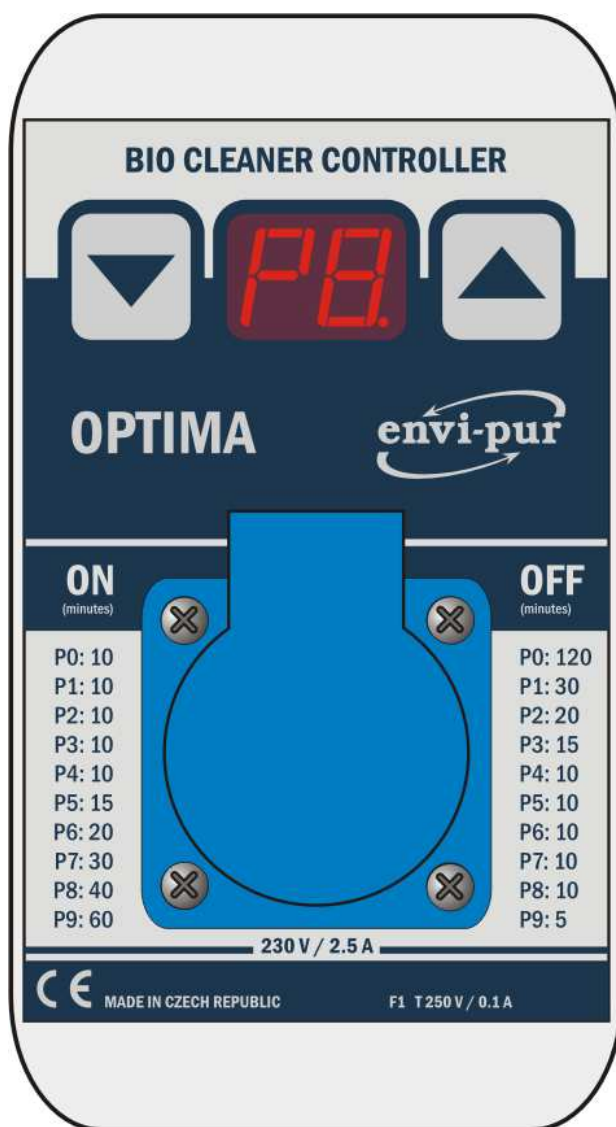 BIO CLEANER CONTROLLER
P8.
OPTIMA
envi-pur
ON
(minutes)
P0: 10
P1: 10
P2: 10
P3: 10
P4: 10
P5: 15
P6: 20
P7: 30
P8: 40
P9: 60
OFF
(minutes)
P0: 120
P1: 30
P2: 20
P3: 15
P4: 10
P5: 10
P6: 10
P7: 10
P8: 10
P9: 5
230 V / 2.5 A
CE MADE IN CZECH REPUBLIC F1 T 250 V / 0.1 A